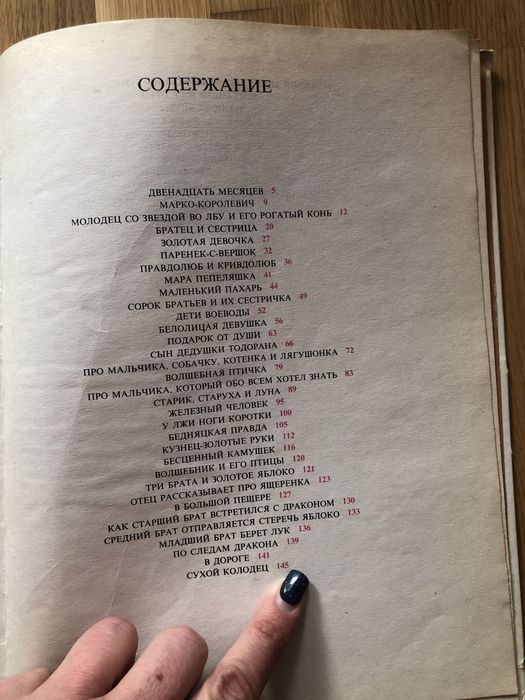 СОДЕРЖАНИЕ
ДВЕНАДЦАТЬ МЕСЯЦЕВ 5
МАРКО-КОРОЛЕВИЧ 9
МОЛОДЕЦ СО ЗВЕЗДОЙ ВО ЛБУ И ЕГО РОГАТЫЙ КОНЬ 12
БРАТЕЦ И СЕСТРИЦА 20
ЗОЛОТАЯ ДЕВОЧКА 27
ПАРЕНЕК-С-ВЕРШОК 32
ПРАВДОЛЮБ И КРИВДОЛЮБ 36
МАРА ПЕПЕЛЯШКА 41
МАЛЕНЬКИЙ ПАХАРЬ 44
СОРОК БРАТЬЕВ И ИХ СЕСТРИЧКА 49
ДЕТИ ВОЕВОДЫ 52
БЕЛОЛИЦАЯ ДЕВУШКА 56
ПОДАРОК ОТ ДУШИ 63
СЫН ДЕДУШКИ ТОДОРАНА 66
ПРО МАЛЬЧИКА, СОБАЧКУ, КОТЕНКА И ЛЯГУШОНКА 72
ВОЛШЕБНАЯ ПТИЧКА 79
ПРО МАЛЬЧИКА, КОТОРЫЙ ОБО ВСЕМ ХОТЕЛ ЗНАТЬ 83
СТАРИК, СТАРУХА И ЛУНА 89
ЖЕЛЕЗНЫЙ ЧЕЛОВЕК 95
У ЛЖИ НОГИ КОРОТКИ 100
БЕДНЯЦКАЯ ПРАВДА 105
КУЗНЕЦ-ЗОЛОТЫЕ РУКИ 112
БЕСЦЕННЫЙ КАМУШЕК 116
ВОЛШЕБНИК И ЕГО ПТИЦЫ 120
ТРИ БРАТА И ЗОЛОТОЕ ЯБЛОКО 121
ОТЕЦ РАССКАЗЫВАЕТ ПРО ЯЩЕРЕНКА 123
В БОЛЬШОЙ ПЕЩЕРЕ 127
КАК СТАРШИЙ БРАТ ВСТРЕТИЛСЯ С ДРАКОНОМ 130
СРЕДНИЙ БРАТ ОТПРАВЛЯЕТСЯ СТЕРЕЧЬ ЯБЛОКО 133
МЛАДШИЙ БРАТ БЕРЕТ ЛУК 136
ПО СЛЕДАМ ДРАКОНА 139
В ДОРОГЕ 141
СУХОЙ КОЛОДЕЦ 145